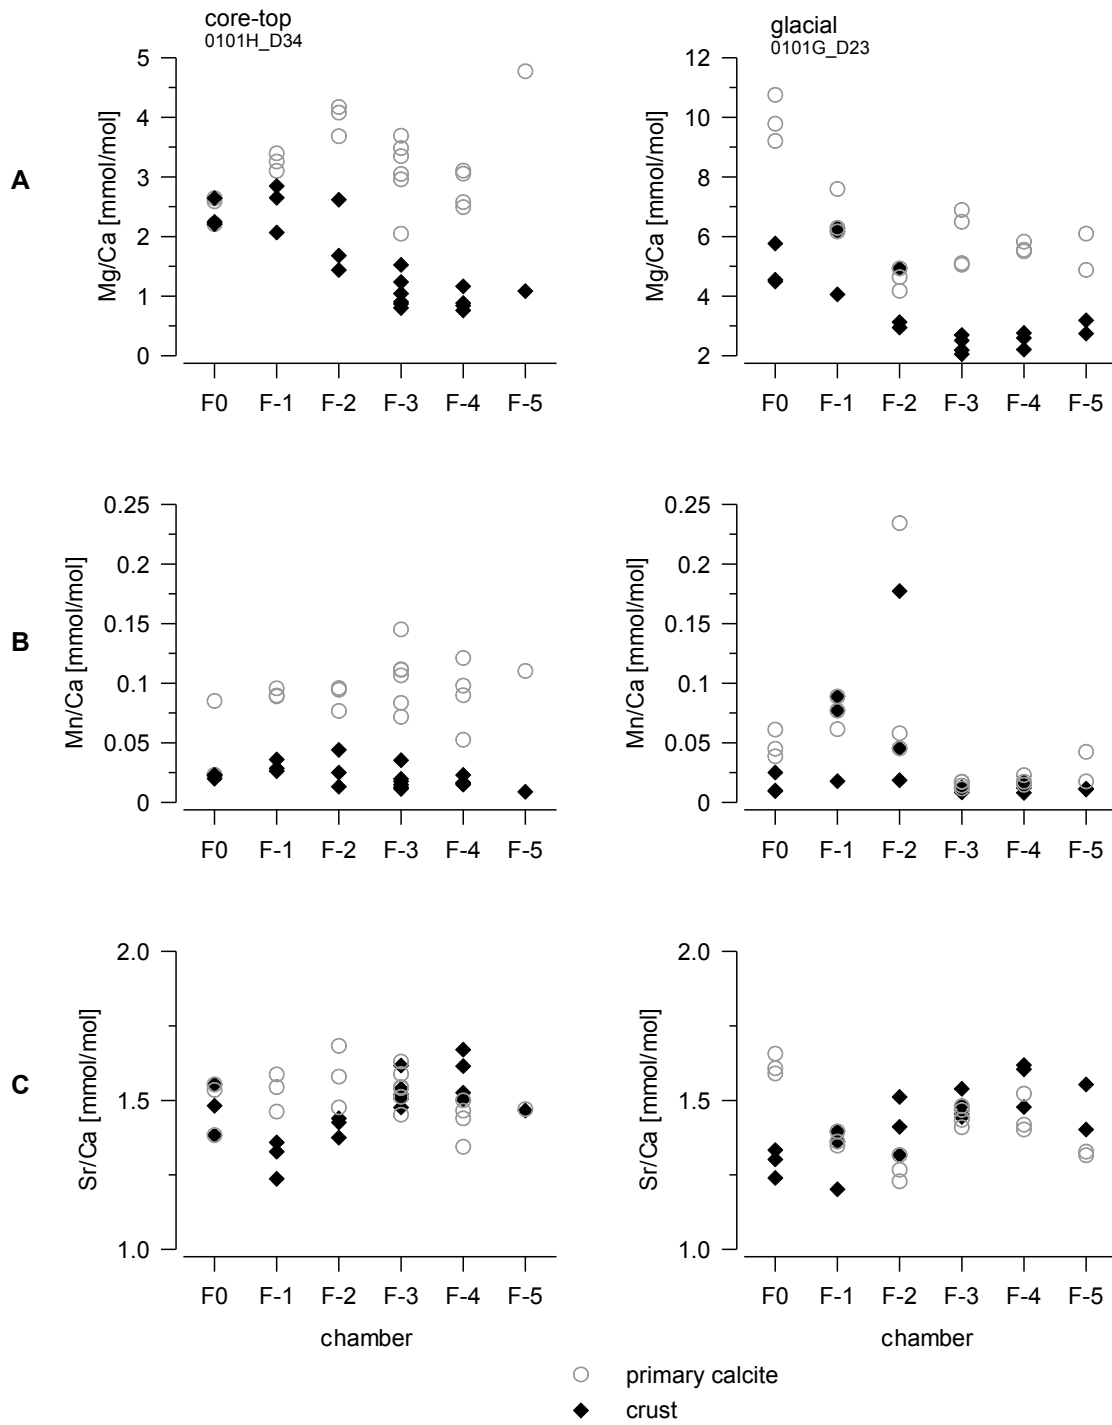 core-top
0101H_D34
glacial
0101G_D23
A
Mg/Ca [mmol/mol]
5
4
3
2
1
0
F0 F-1 F-2 F-3 F-4 F-5
Mg/Ca [mmol/mol]
12
10
8
6
4
2
F0 F-1 F-2 F-3 F-4 F-5
B
Mn/Ca [mmol/mol]
0.25
0.2
0.15
0.1
0.05
0
F0 F-1 F-2 F-3 F-4 F-5
Mn/Ca [mmol/mol]
0.25
0.2
0.15
0.1
0.05
0
F0 F-1 F-2 F-3 F-4 F-5
C
Sr/Ca [mmol/mol]
2.0
1.5
1.0
F0 F-1 F-2 F-3 F-4 F-5
chamber
Sr/Ca [mmol/mol]
2.0
1.5
1.0
F0 F-1 F-2 F-3 F-4 F-5
chamber
primary calcite
crust